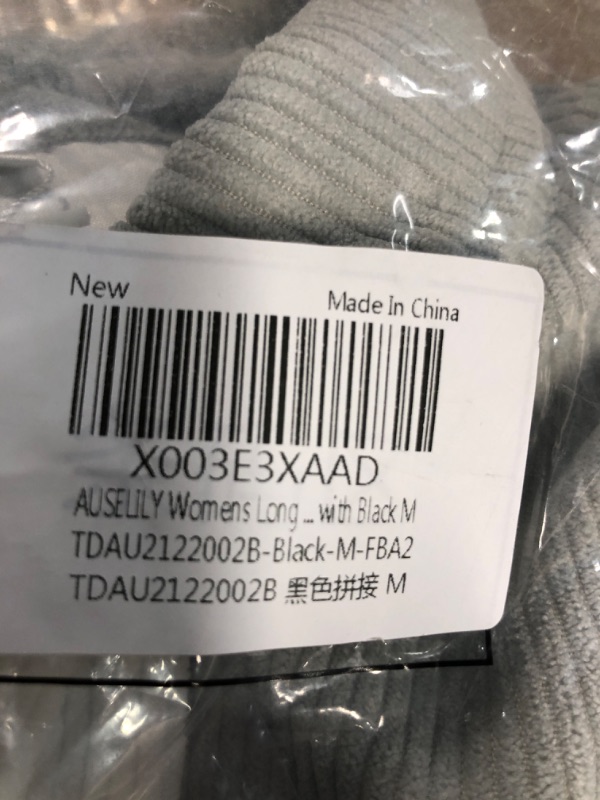 New
Made In China
X003E3XAAD
AUSELILY Womens Long ... with Black M
TDAU2122002B-Black-M-FBA2
TDAU2122002B 黑色拼接 M